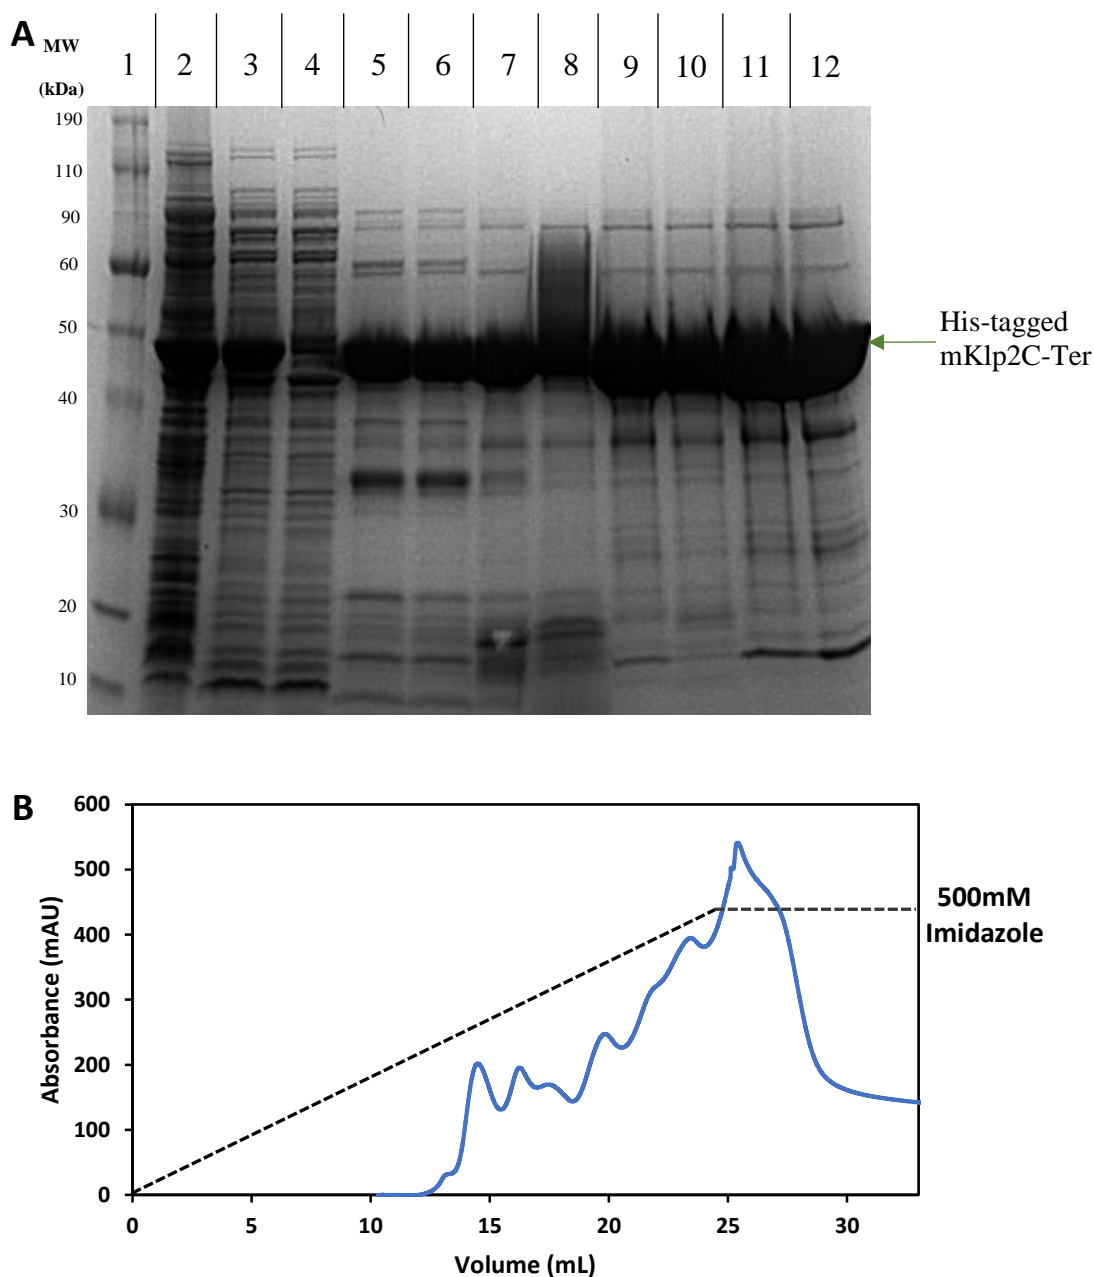 A
MW
(kDa)
1 2 3 4 5 6 7 8 9 10 11 12
190
110
90
60
50
40
30
20
10
His-tagged
mKlp2C-Ter
B
600
500
400
300
200
100
0
Absorbance (mAU)
0 5 10 15 20 25 30
Volume (mL)
500mM
Imidazole